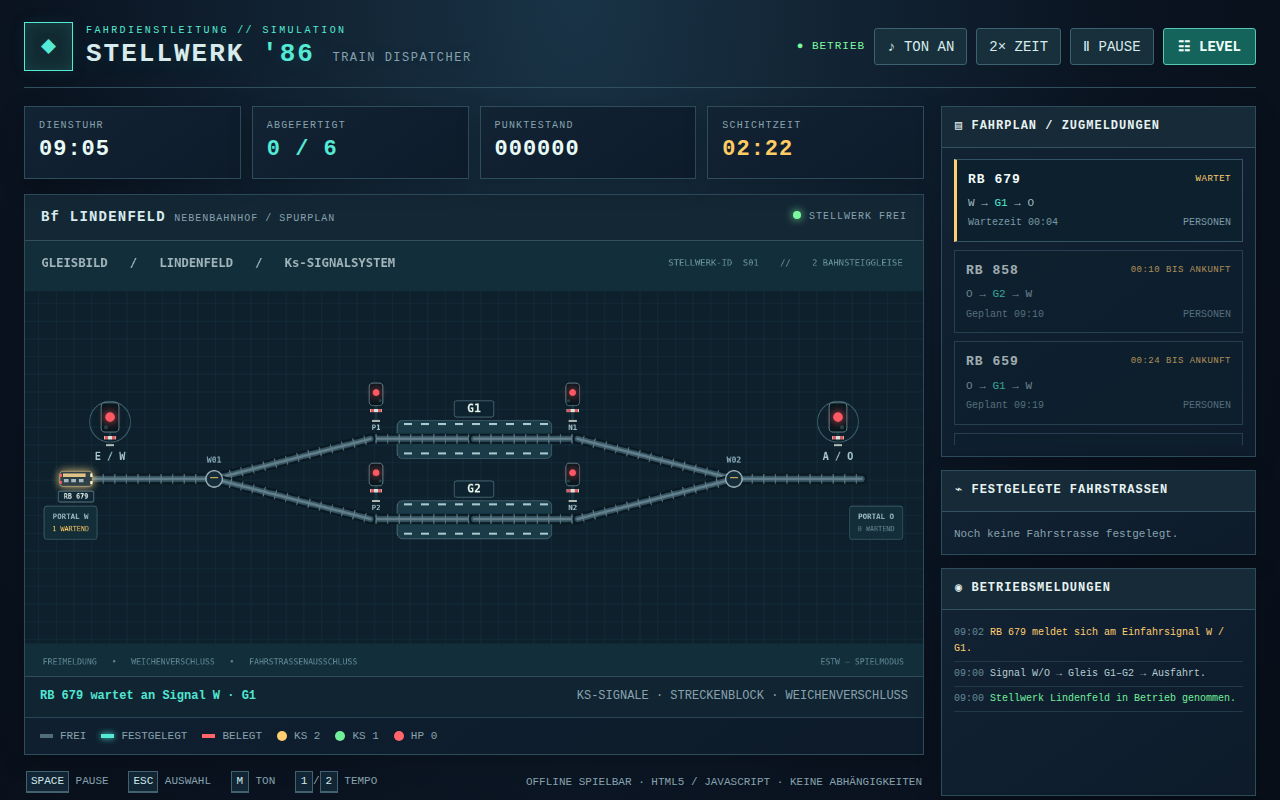 FAHRDIENSTLEITUNG // SIMULATION
STELLWERK '86 TRAIN DISPATCHER
● BETRIEB
♪ TON AN
2× ZEIT
Ⅱ PAUSE
☷ LEVEL
DIENSTUHR
09:05
ABGEFERTIGT
0 / 6
PUNKTESTAND
000000
SCHICHTZEIT
02:22
Bf LINDENFELD NEBENBAHNHOF / SPURPLAN
STELLWERK FREI
GLEISBILD / LINDENFELD / Ks-SIGNALSYSTEM
STELLWERK-ID S01 // 2 BAHNSTEIGGLEISE
G1
P1
N1
E / W
A / O
W01
W02
G2
RB 679
P2
N2
PORTAL W
1 WARTEND
PORTAL O
0 WARTEND
FREIMELDUNG • WEICHENVERSCHLUSS • FAHRSTRASSENAUSSCHLUSS
ESTW — SPIELMODUS
RB 679 wartet an Signal W · G1
KS-SIGNALE · STRECKENBLOCK · WEICHENVERSCHLUSS
FREI
FESTGELEGT
BELEGT
KS 2
KS 1
HP 0
SPACE PAUSE
ESC AUSWAHL
M TON
1/2 TEMPO
OFFLINE SPIELBAR · HTML5 / JAVASCRIPT · KEINE ABHÄNGIGKEITEN
▤ FAHRPLAN / ZUGMELDUNGEN
RB 679 WARTET
W → G1 → O
Wartezeit 00:04 PERSONEN
RB 858 00:10 BIS ANKUNFT
O → G2 → W
Geplant 09:10 PERSONEN
RB 659 00:24 BIS ANKUNFT
O → G1 → W
Geplant 09:19 PERSONEN
⌁ FESTGELEGTE FAHRSTRASSEN
Noch keine Fahrstrasse festgelegt.
◉ BETRIEBSMELDUNGEN
09:02 RB 679 meldet sich am Einfahrsignal W /
G1.
09:00 Signal W/O → Gleis G1–G2 → Ausfahrt.
09:00 Stellwerk Lindenfeld in Betrieb genommen.